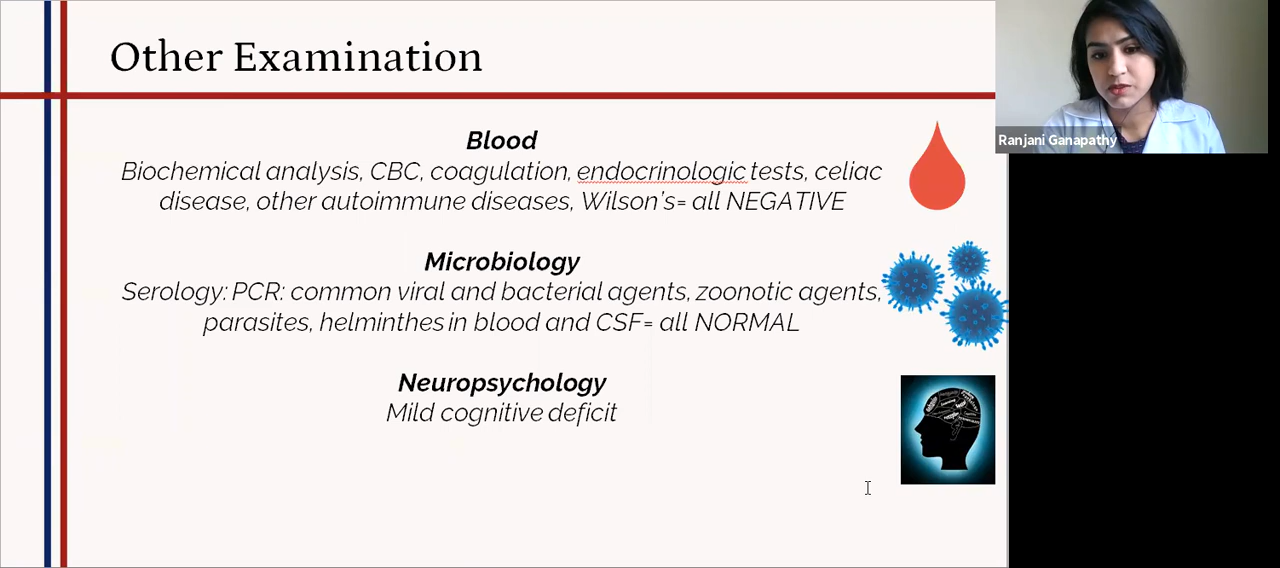 Other Examination
Blood
Biochemical analysis, CBC, coagulation, endocrinologic tests, celiac
disease, other autoimmune diseases, Wilson's= all NEGATIVE
Microbiology
Serology: PCR: common viral and bacterial agents, zoonotic agents,
parasites, helminthes in blood and CSF= all NORMAL
Neuropsychology
Mild cognitive deficit
Ranjani Ganapathy